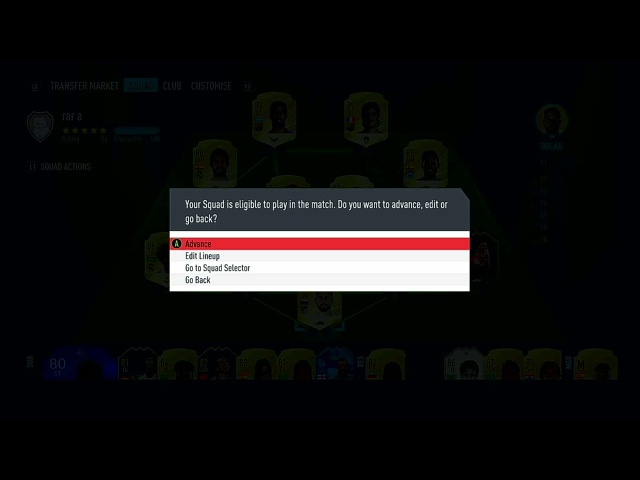 TRANSFER MARKET CLUB CUSTOMISE
rar a
SQUAD ACTIONS
Your Squad is eligible to play in the match. Do you want to advance, edit or
go back?
A Advance
Edit Lineup
Go to Squad Selector
Go Back
80